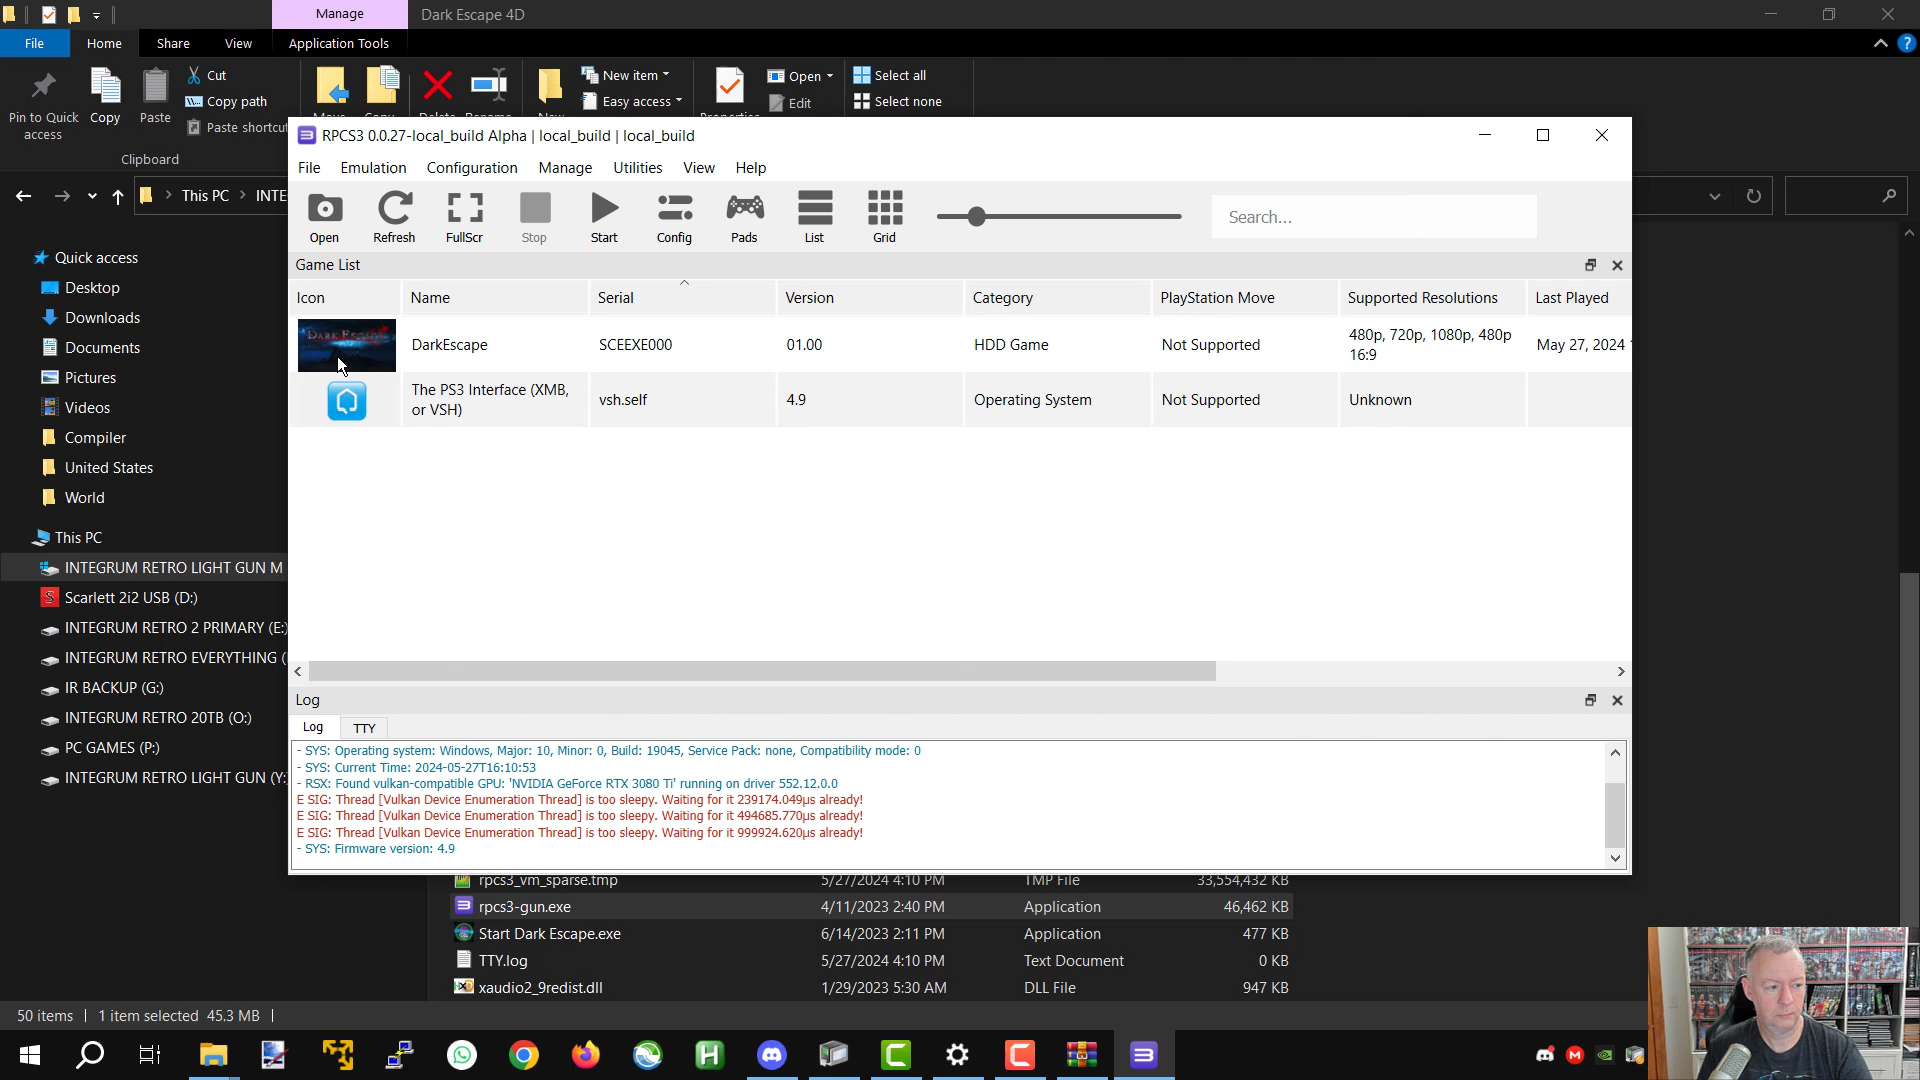 Manage
Dark Escape 4D
File
Home
Share
View
Application Tools
Pin to Quick access
Copy
Paste
Cut
Copy path
Paste shortcut
Clipboard
New item
Easy access
Open
Edit
Select all
Select none
This PC
INTE
RPCS3 0.0.27-local_build Alpha | local_build | local_build
File
Emulation
Configuration
Manage
Utilities
View
Help
Open
Refresh
FullScr
Stop
Start
Config
Pads
List
Grid
Search...
Game List
Icon
Name
Serial
Version
Category
PlayStation Move
Supported Resolutions
Last Played
DARK ESCAPE
DarkEscape
SCEEXE000
01.00
HDD Game
Not Supported
480p, 720p, 1080p, 480p
16:9
May 27, 2024
The PS3 Interface (XMB,
or VSH)
vsh.self
4.9
Operating System
Not Supported
Unknown
Log
Log
TTY
- SYS: Operating system: Windows, Major: 10, Minor: 0, Build: 19045, Service Pack: none, Compatibility mode: 0
- SYS: Current Time: 2024-05-27T16:10:53
- RSX: Found vulkan-compatible GPU: 'NVIDIA GeForce RTX 3080 Ti' running on driver 552.12.0.0
E SIG: Thread [Vulkan Device Enumeration Thread] is too sleepy. Waiting for it 239174.049µs already!
E SIG: Thread [Vulkan Device Enumeration Thread] is too sleepy. Waiting for it 494685.770µs already!
E SIG: Thread [Vulkan Device Enumeration Thread] is too sleepy. Waiting for it 999924.620µs already!
- SYS: Firmware version: 4.9
Quick access
Desktop
Downloads
Documents
Pictures
Videos
Compiler
United States
World
This PC
INTEGRUM RETRO LIGHT GUN M
Scarlett 2i2 USB (D:)
INTEGRUM RETRO 2 PRIMARY (E:
INTEGRUM RETRO EVERYTHING (
IR BACKUP (G:)
INTEGRUM RETRO 20TB (O:)
PC GAMES (P:)
INTEGRUM RETRO LIGHT GUN (Y:
rpcs3_vm_sparse.tmp 5/27/2024 4:10 PM TMP File 33,554,432 KB
rpcs3-gun.exe 4/11/2023 2:40 PM Application 46,462 KB
Start Dark Escape.exe 6/14/2023 2:11 PM Application 477 KB
TTY.log 5/27/2024 4:10 PM Text Document 0 KB
xaudio2_9redist.dll 1/29/2023 5:30 AM DLL File 947 KB
50 items
1 item selected 45.3 MB